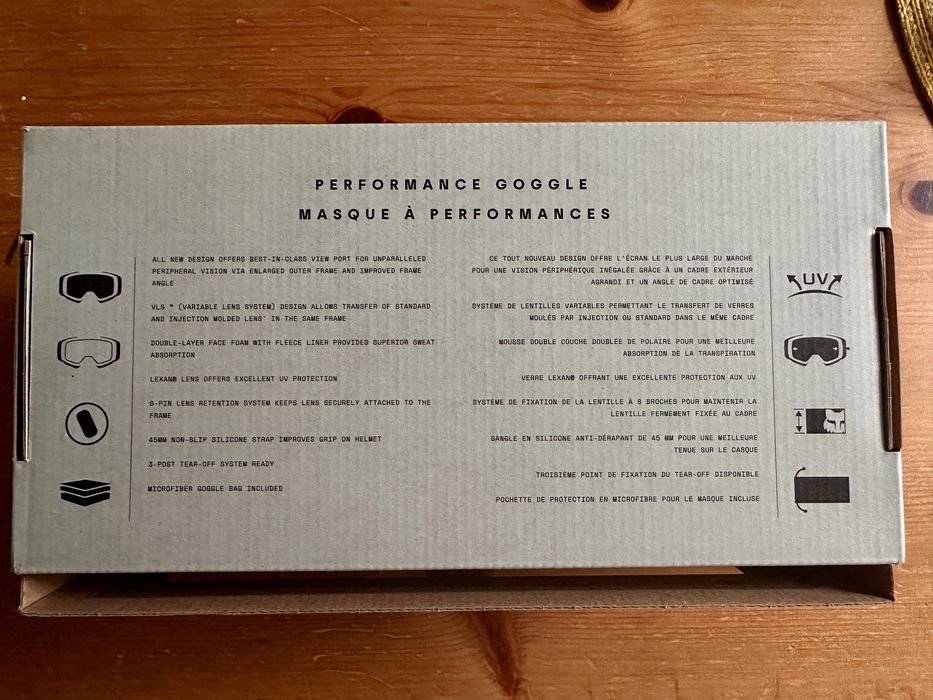 PERFORMANCE GOGGLE
MASQUE À PERFORMANCES
ALL NEW DESIGN OFFERS BEST-IN-CLASS VIEW PORT FOR UNPARALLELED
PERIPHERAL VISION VIA ENLARGED OUTER FRAME AND IMPROVED FRAME
ANGLE
VLS ™ (VARIABLE LENS SYSTEM) DESIGN ALLOWS TRANSFER OF STANDARD
AND INJECTION MOLDED LENS' IN THE SAME FRAME
DOUBLE-LAYER FACE FOAM WITH FLEECE LINER PROVIDES SUPERIOR SWEAT
ABSORPTION
LEXAN® LENS OFFERS EXCELLENT UV PROTECTION
6-PIN LENS RETENTION SYSTEM KEEPS LENS SECURELY ATTACHED TO THE
FRAME
45MM NON-SLIP SILICONE STRAP IMPROVES GRIP ON HELMET
3-POST TEAR-OFF SYSTEM READY
MICROFIBER GOGGLE BAG INCLUDED
CE TOUT NOUVEAU DESIGN OFFRE L'ÉCRAN LE PLUS LARGE DU MARCHÉ
POUR UNE VISION PÉRIPHÉRIQUE INÉGALÉE GRÂCE À UN CADRE EXTÉRIEUR
AGRANDI ET UN ANGLE DE CADRE OPTIMISÉ
SYSTÈME DE LENTILLES VARIABLES PERMETTANT LE TRANSFERT DE VERRES
MOULÉS PAR INJECTION OU STANDARD DANS LE MÊME CADRE
MOUSSE DOUBLE COUCHE DOUBLÉE DE POLAIRE POUR UNE MEILLEURE
ABSORPTION DE LA TRANSPIRATION
VERRE LEXAN® OFFRANT UNE EXCELLENTE PROTECTION AUX UV
SYSTÈME DE FIXATION DE LA LENTILLE À 8 BROCHES POUR MAINTENIR LA
LENTILLE FERMEMENT FIXÉE AU CADRE
SANGLE EN SILICONE ANTI-DÉRAPANT DE 45 MM POUR UNE MEILLEURE
TENUE SUR LE CASQUE
TROISIÈME POINT DE FIXATION DU TEAR-OFF DISPONIBLE
POCHETTE DE PROTECTION EN MICROFIBRE POUR LE MASQUE INCLUSE
UV